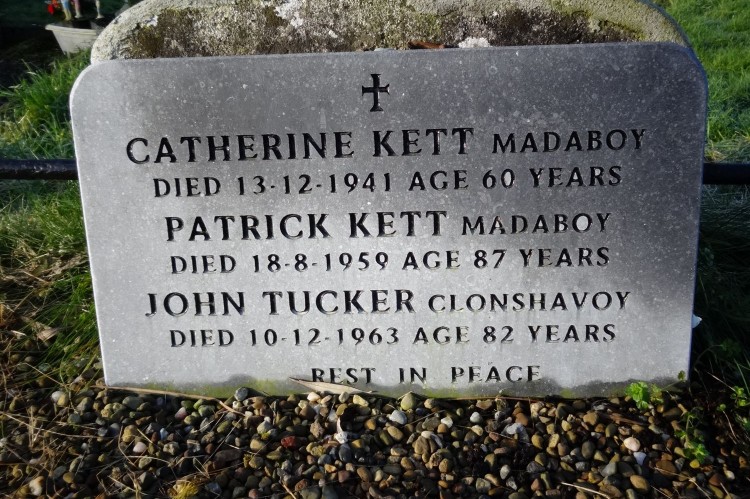 CATHERINE KETT MADABOY
DIED 13-12-1941 AGE 60 YEARS
PATRICK KETT MADABOY
DIED 18-8-1959 AGE 87 YEARS
JOHN TUCKER CLONSHAVOY
DIED 10-12-1963 AGE 82 YEARS
REST IN PEACE